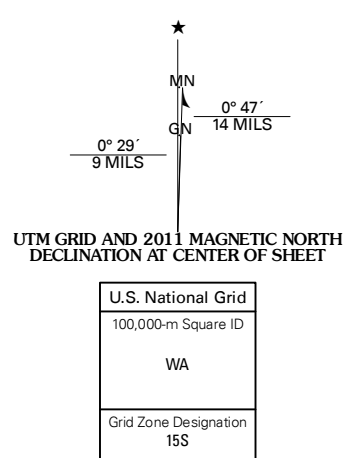 ★
MN
0° 47´
14 MILS
GN
0° 29´
9 MILS
UTM GRID AND 2011 MAGNETIC NORTH
DECLINATION AT CENTER OF SHEET
U.S. National Grid
100,000-m Square ID
WA
Grid Zone Designation
15S